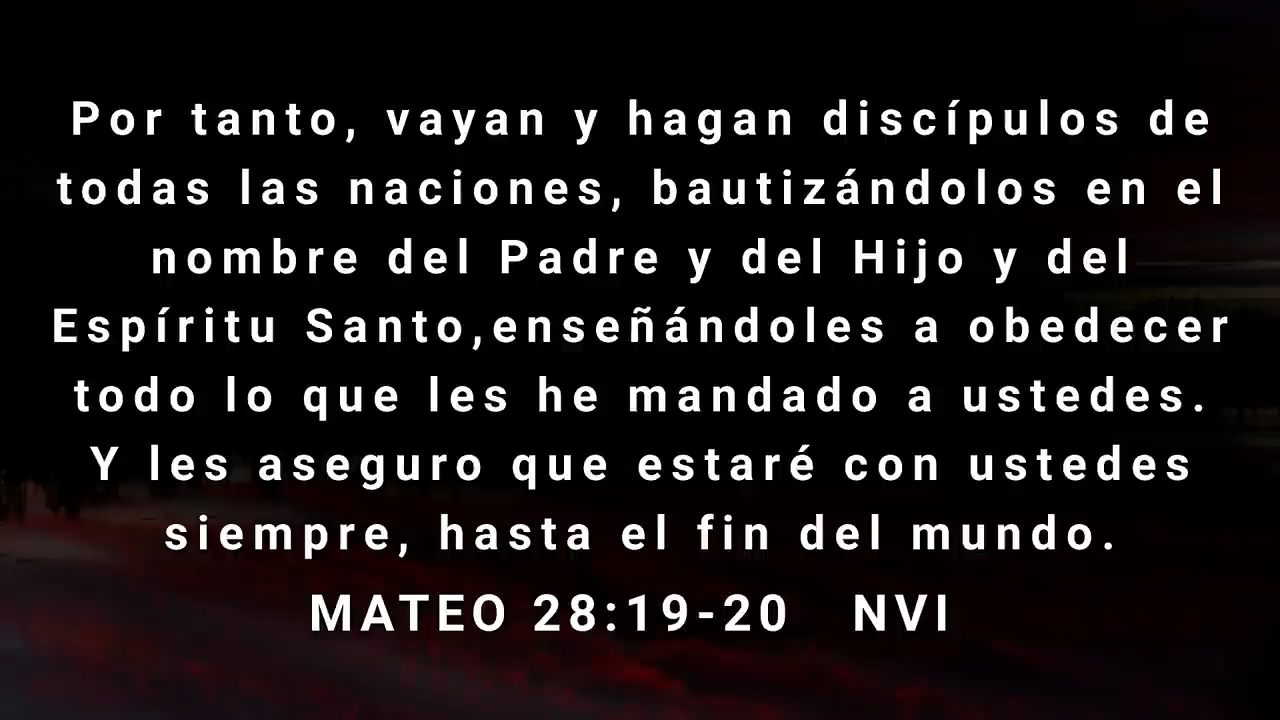 Por tanto, vayan y hagan discípulos de
todas las naciones, bautizándolos en el
nombre del Padre y del Hijo y del
Espíritu Santo,enseñándoles a obedecer
todo lo que les he mandado a ustedes.
Y les aseguro que estaré con ustedes
siempre, hasta el fin del mundo.
MATEO 28:19-20 NVI